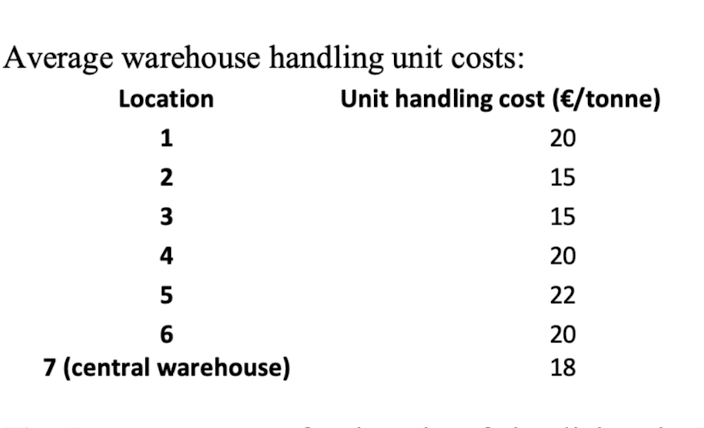 Average warehouse handling unit costs:
Location Unit handling cost (€/tonne)
1 20
2 15
3 15
4 20
5 22
6 20
7 (central warehouse) 18